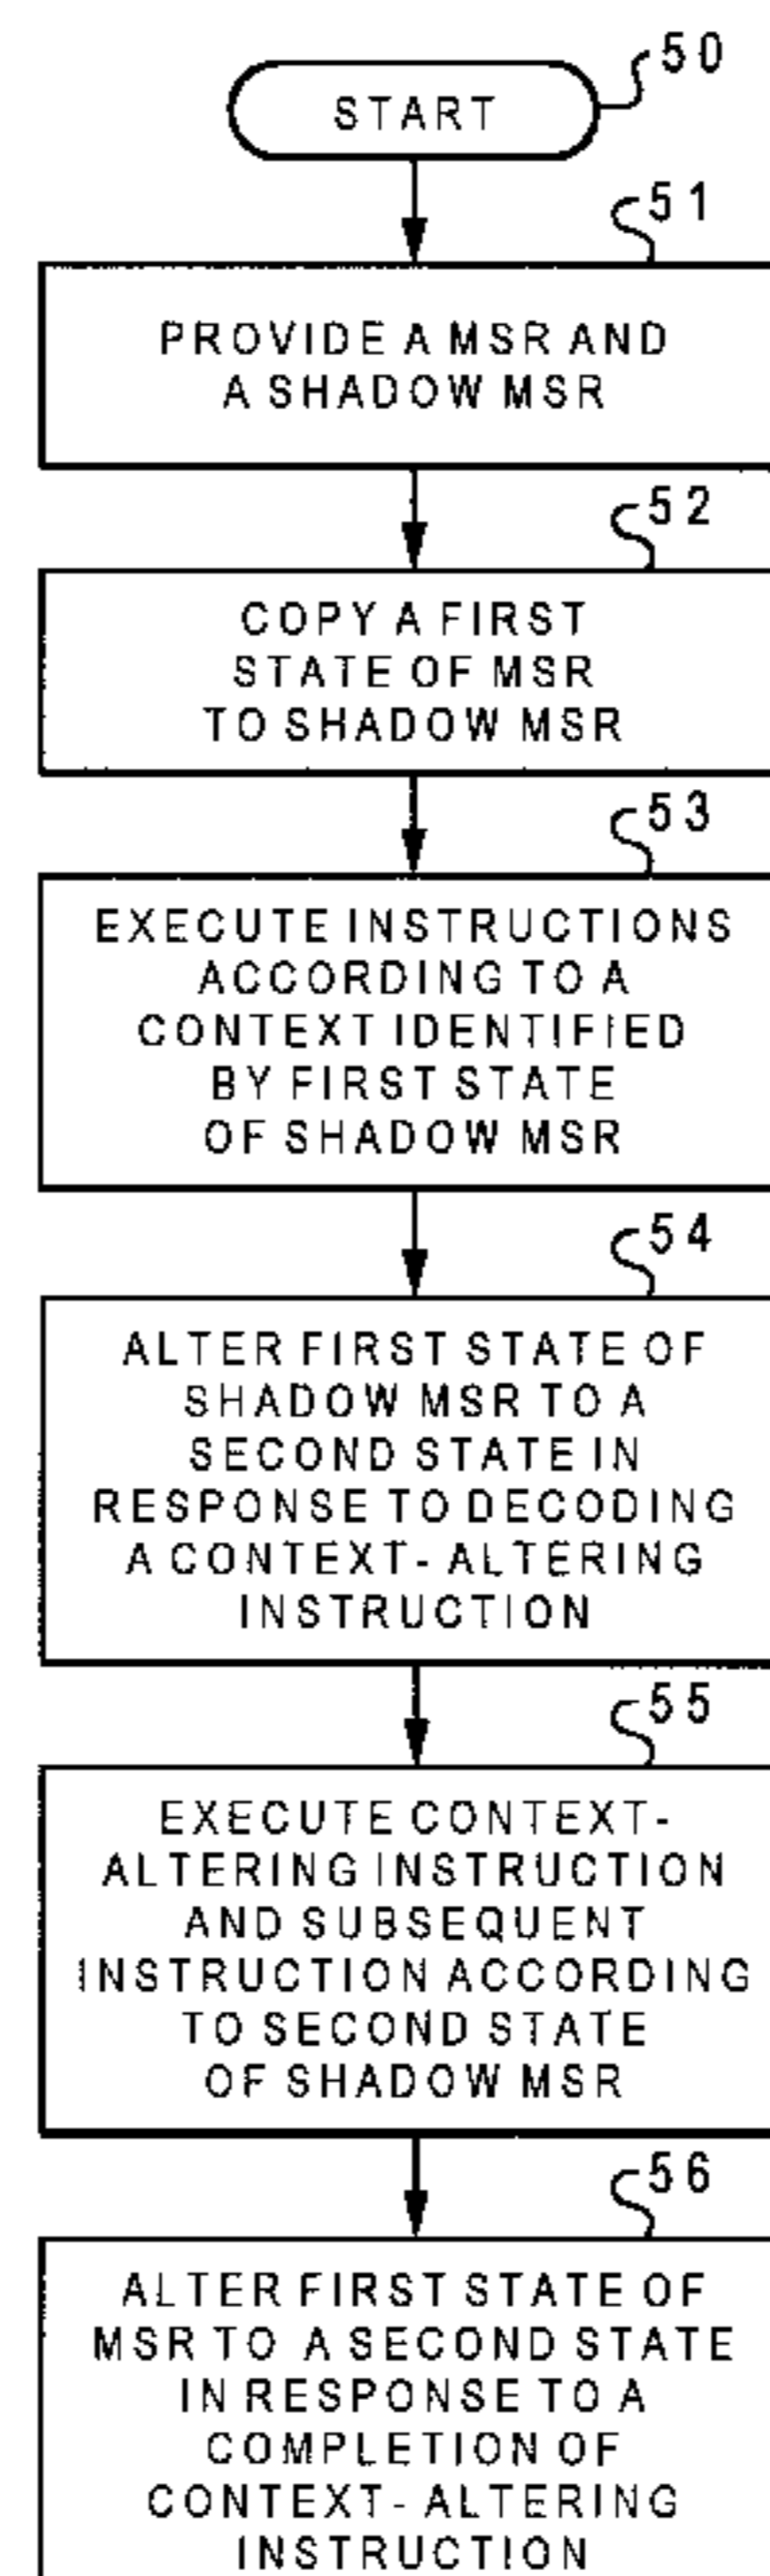 50
START
51
PROVIDE A MSR AND
A SHADOW MSR
52
COPY A FIRST
STATE OF MSR
TO SHADOW MSR
53
EXECUTE INSTRUCTIONS
ACCORDING TO A
CONTEXT IDENTIFIED
BY FIRST STATE
OF SHADOW MSR
54
ALTER FIRST STATE OF
SHADOW MSR TO A
SECOND STATE IN
RESPONSE TO DECODING
A CONTEXT-ALTERING
INSTRUCTION
55
EXECUTE CONTEXT-
ALTERING INSTRUCTION
AND SUBSEQUENT
INSTRUCTION ACCORDING
TO SECOND STATE
OF SHADOW MSR
56
ALTER FIRST STATE OF
MSR TO A SECOND STATE
IN RESPONSE TO A
COMPLETION OF
CONTEXT-ALTERING
INSTRUCTION